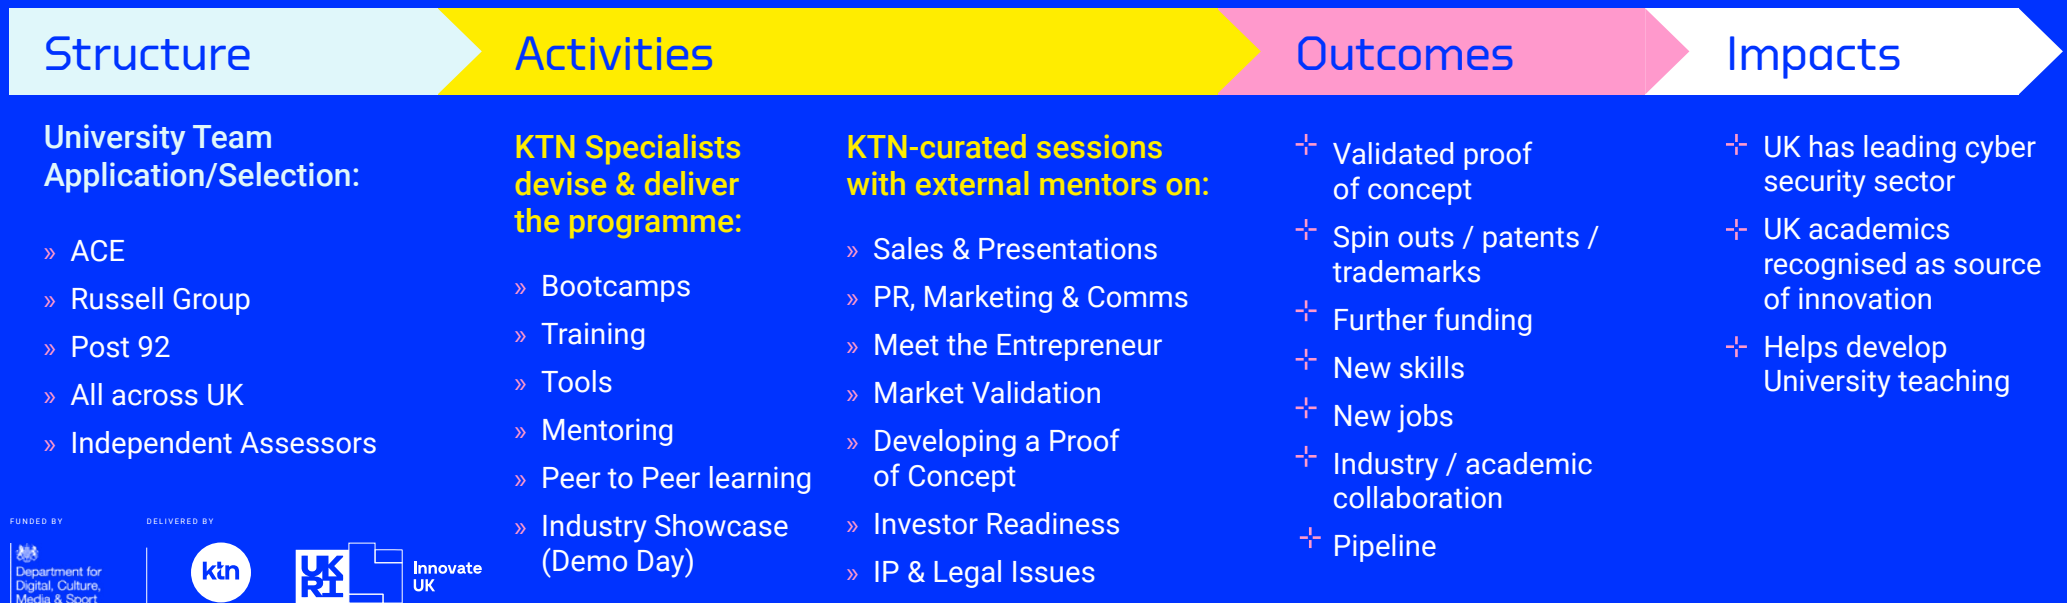 Structure
Activities
Outcomes
Impacts
University Team
Application/Selection:
» ACE
» Russell Group
» Post 92
» All across UK
» Independent Assessors
KTN Specialists
devise & deliver
the programme:
» Bootcamps
» Training
» Tools
» Mentoring
» Peer to Peer learning
» Industry Showcase
(Demo Day)
KTN-curated sessions
with external mentors on:
» Sales & Presentations
» PR, Marketing & Comms
» Meet the Entrepreneur
» Market Validation
» Developing a Proof
of Concept
» Investor Readiness
» IP & Legal Issues
Validated proof
of concept
Spin outs / patents /
trademarks
Further funding
New skills
New jobs
Industry / academic
collaboration
Pipeline
UK has leading cyber
security sector
UK academics
recognised as source
of innovation
Helps develop
University teaching
FUNDED BY
Department for
Digital, Culture,
Media & Sport
DELIVERED BY
ktn
UK
RI
Innovate
UK